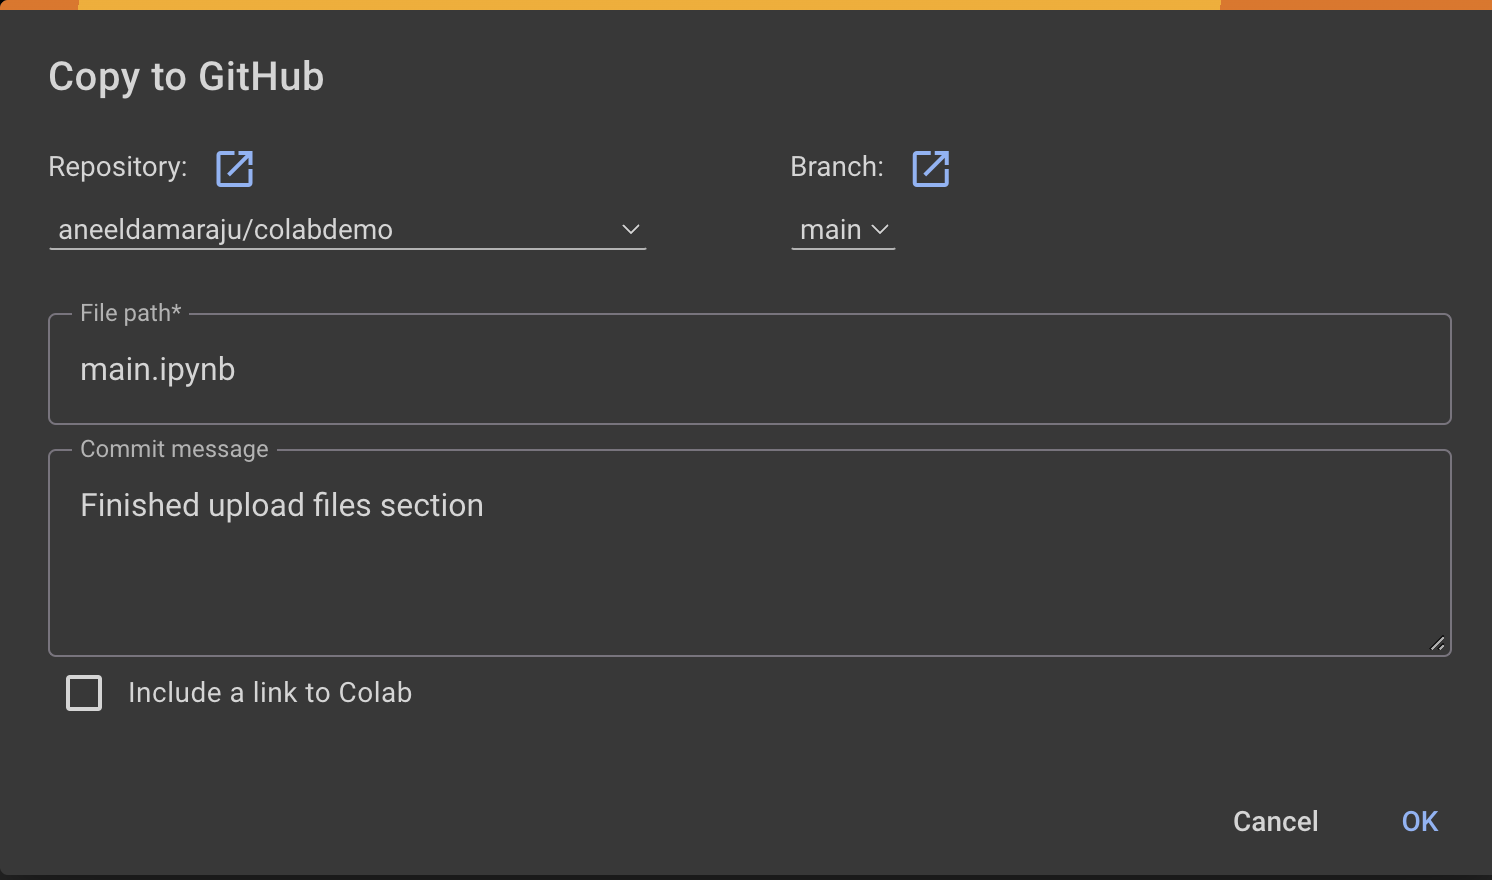 Copy to GitHub
Repository:
Branch:
aneeldamaraju/colabdemo
main
File path*
main.ipynb
Commit message
Finished upload files section
Include a link to Colab
Cancel
OK